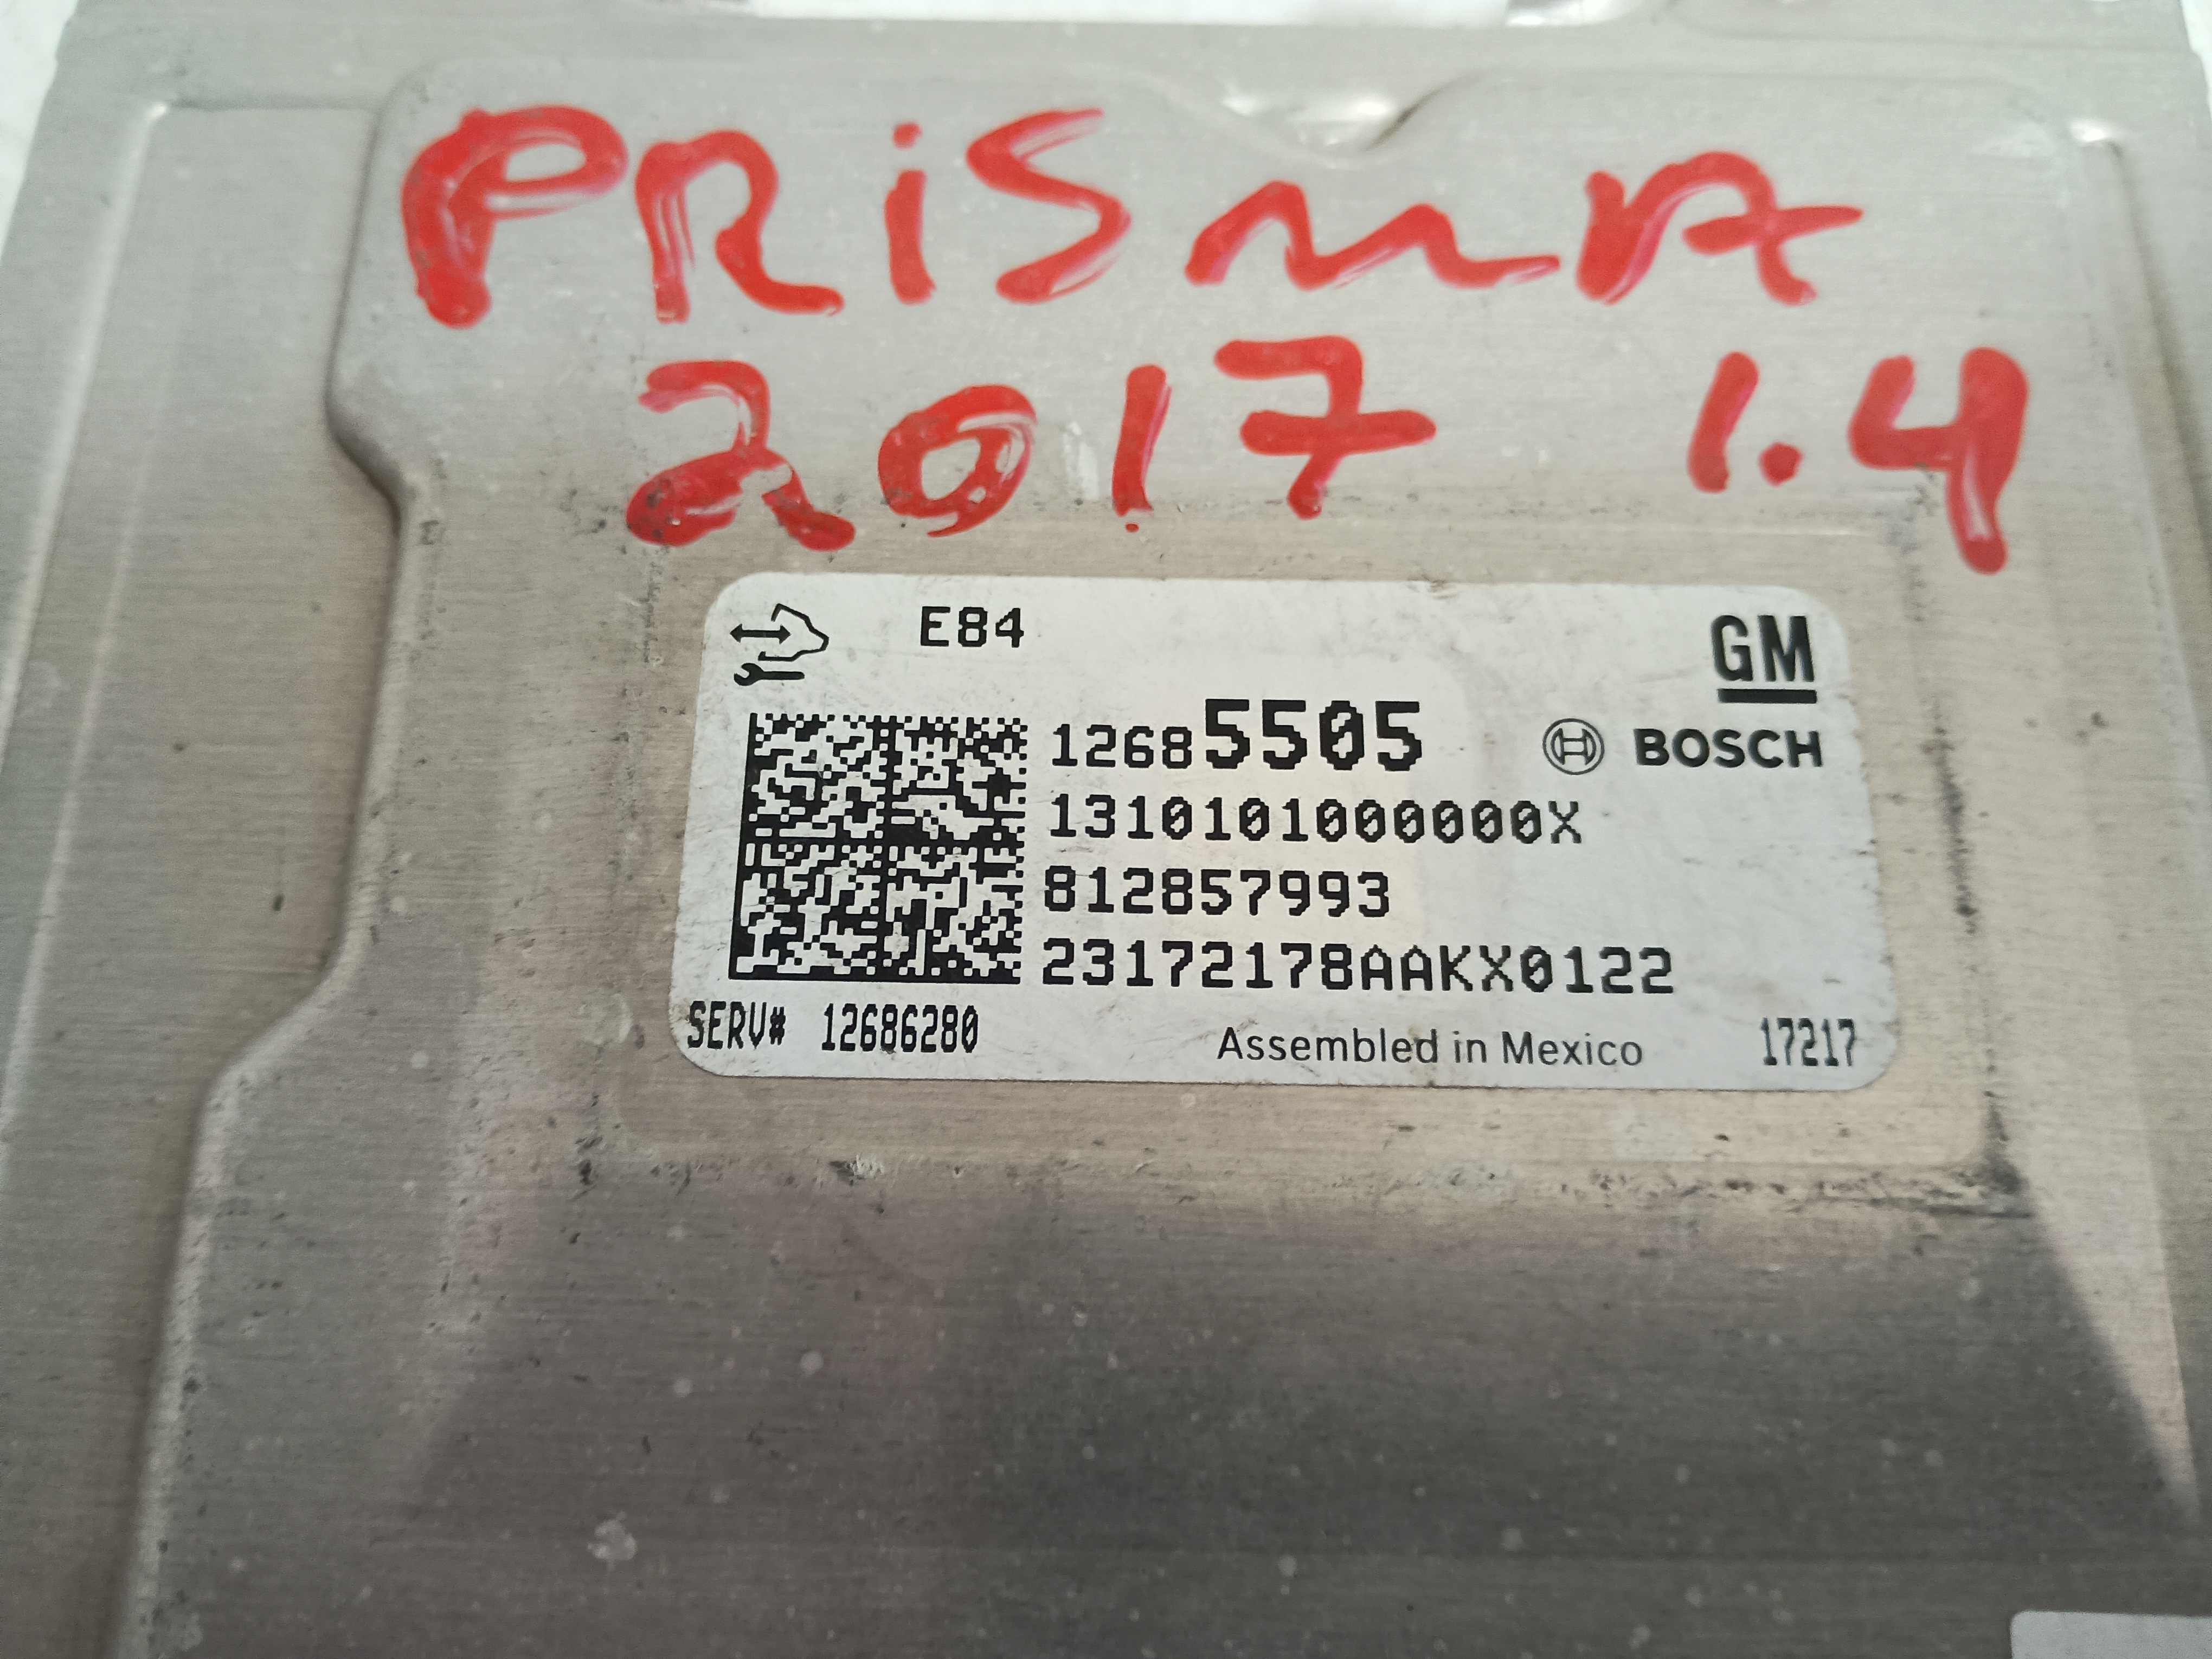 PRiSMA
2017 1.4
E84
GM
12685505
BOSCH
1310101000000X
812857993
23172178AAKX0122
SERV# 12686280
Assembled in Mexico
17217